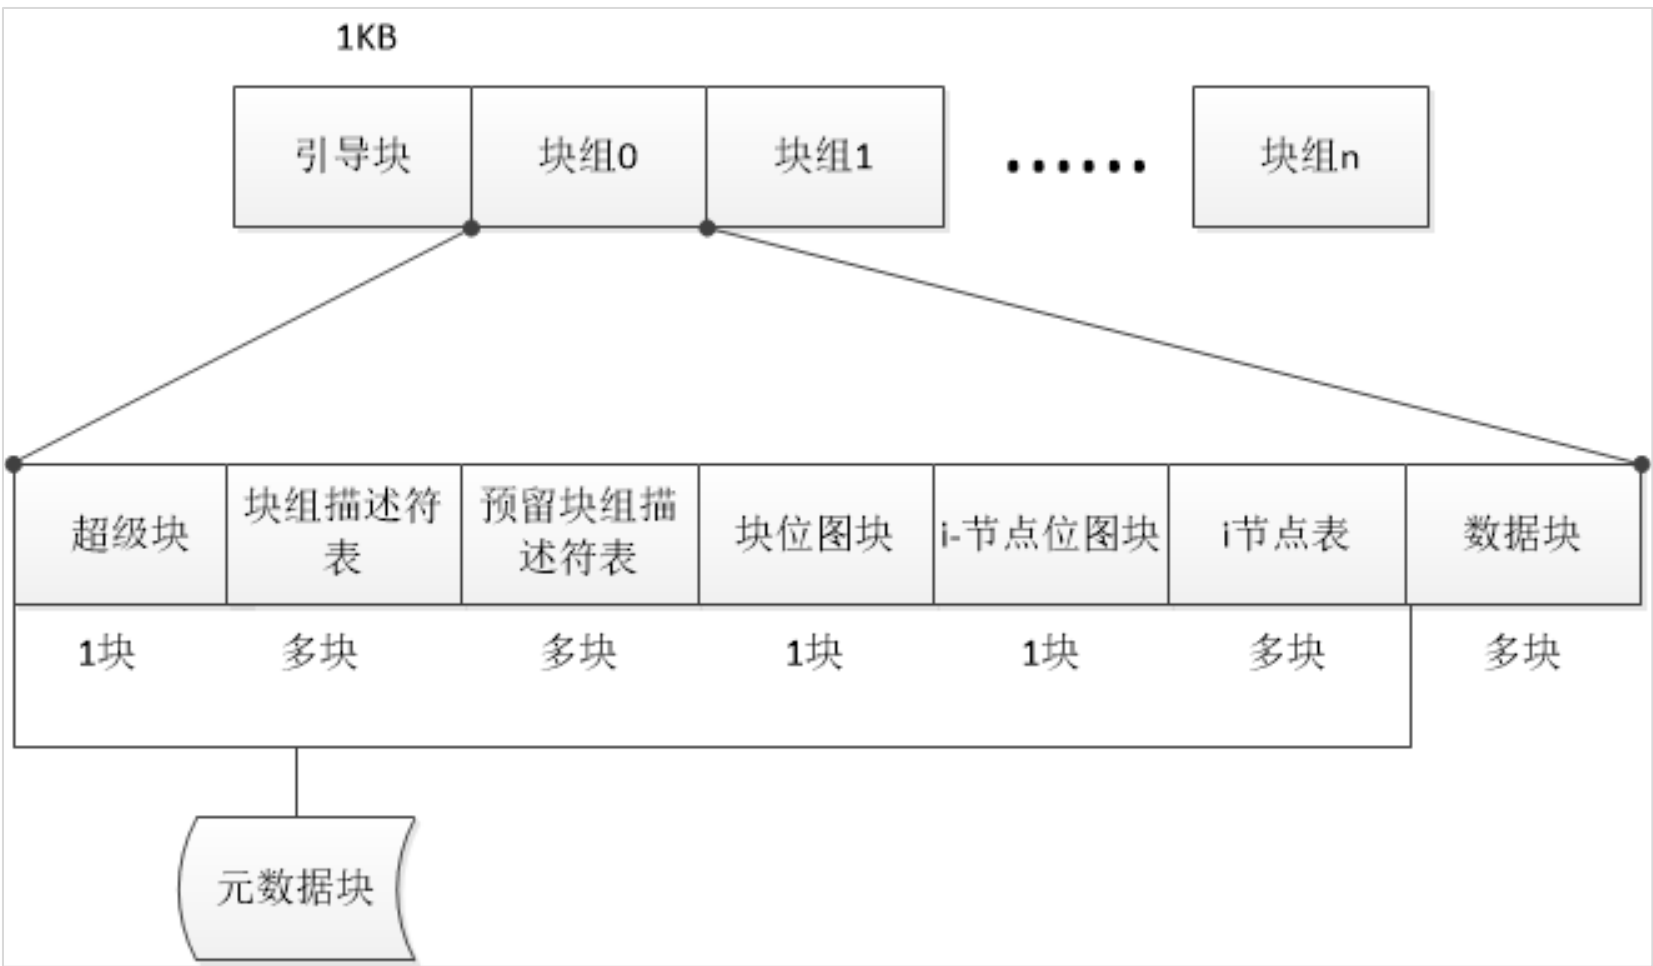 1KB
引导块
块组0
块组1
......
块组n
超级块
块组描述符
表
预留块组描
述符表
块位图块
i-节点位图块
i节点表
数据块
1块
多块
多块
1块
1块
多块
多块
元数据块